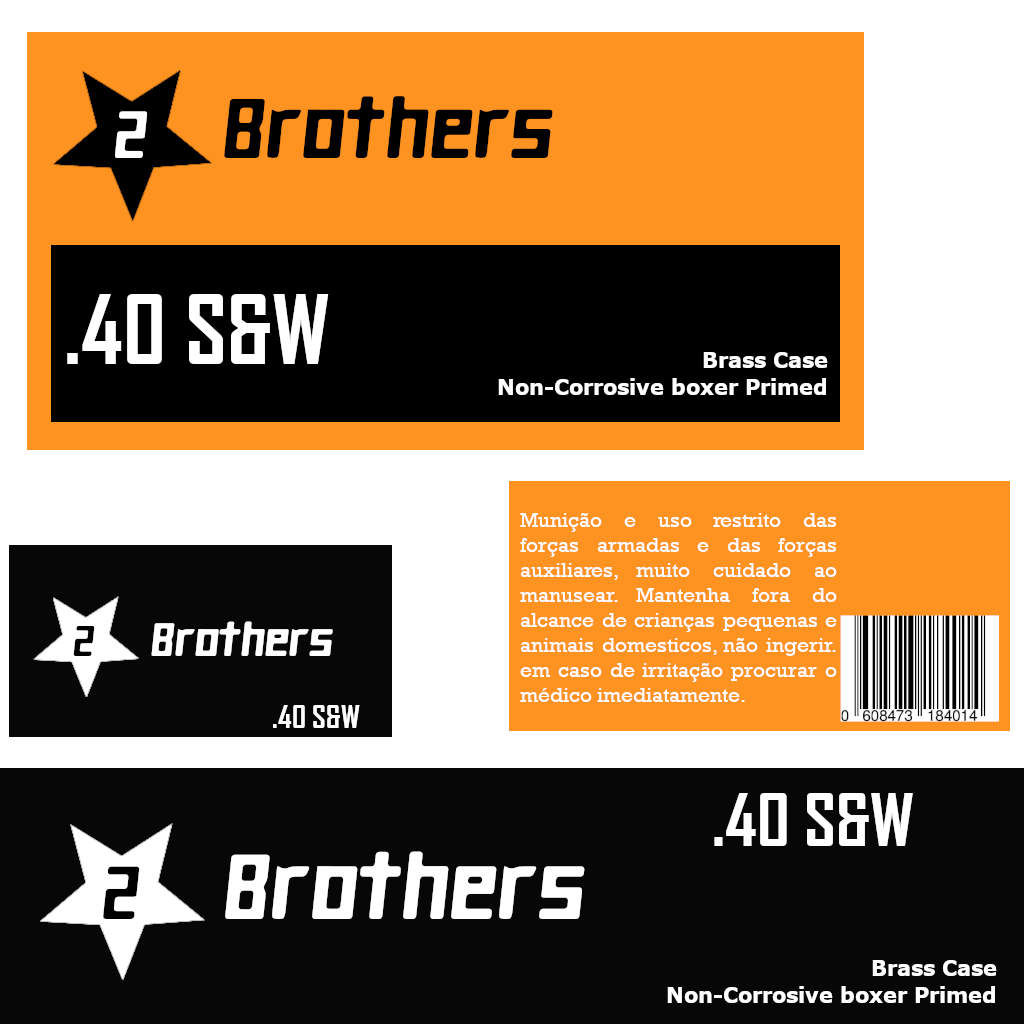 2 Brothers
.40 S&W
Brass Case
Non-Corrosive boxer Primed
Munição e uso restrito das
forças armadas e das forças
auxiliares, muito cuidado ao
manusear. Mantenha fora do
alcance de crianças pequenas e
animais domesticos, não ingerir.
em caso de irritação procurar o
médico imediatamente.
0 608473 184014
2 Brothers
.40 S&W
.40 S&W
2 Brothers
Brass Case
Non-Corrosive boxer Primed